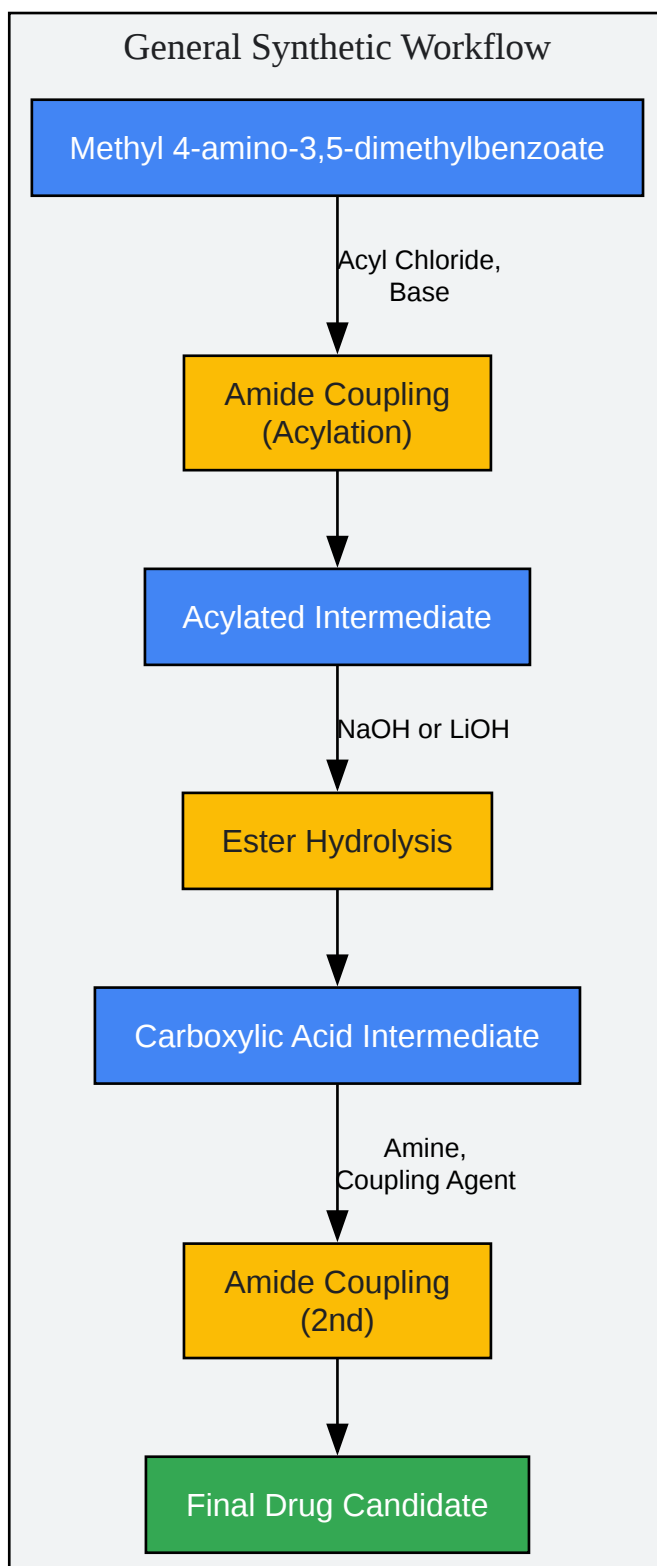 General Synthetic Workflow
Methyl 4-amino-3,5-dimethylbenzoate
Acyl Chloride,
Base
Amide Coupling
(Acylation)
Acylated Intermediate
NaOH or LiOH
Ester Hydrolysis
Carboxylic Acid Intermediate
Amine,
Coupling Agent
Amide Coupling
(2nd)
Final Drug Candidate